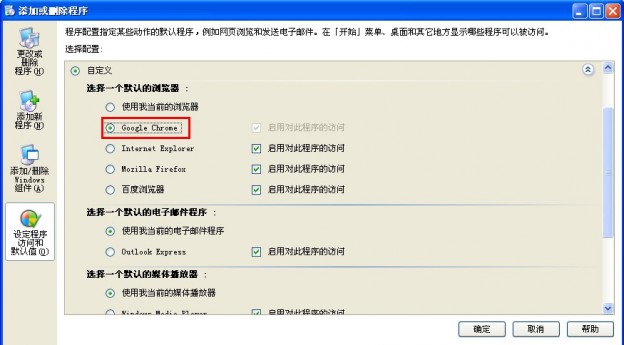 添加或删除程序
更改或
删除
程序(H)
添加新
程序(N)
添加/删除
Windows
组件(A)
设定程序
访问和
默认值(O)
程序配置指定某些动作的默认程序，例如网页浏览和发送电子邮件。在「开始」菜单、桌面和其它地方显示哪些程序可以被访问。
选择配置:
自定义
选择一个默认的浏览器 :
使用我当前的浏览器
Google Chrome 启用对此程序的访问
Internet Explorer 启用对此程序的访问
Mozilla Firefox 启用对此程序的访问
百度浏览器 启用对此程序的访问
选择一个默认的电子邮件程序 :
使用我当前的电子邮件程序
Outlook Express 启用对此程序的访问
选择一个默认的媒体播放器 :
使用我当前的媒体播放器
Windows Media Player 启用对此程序的访问
确定 取消 帮助